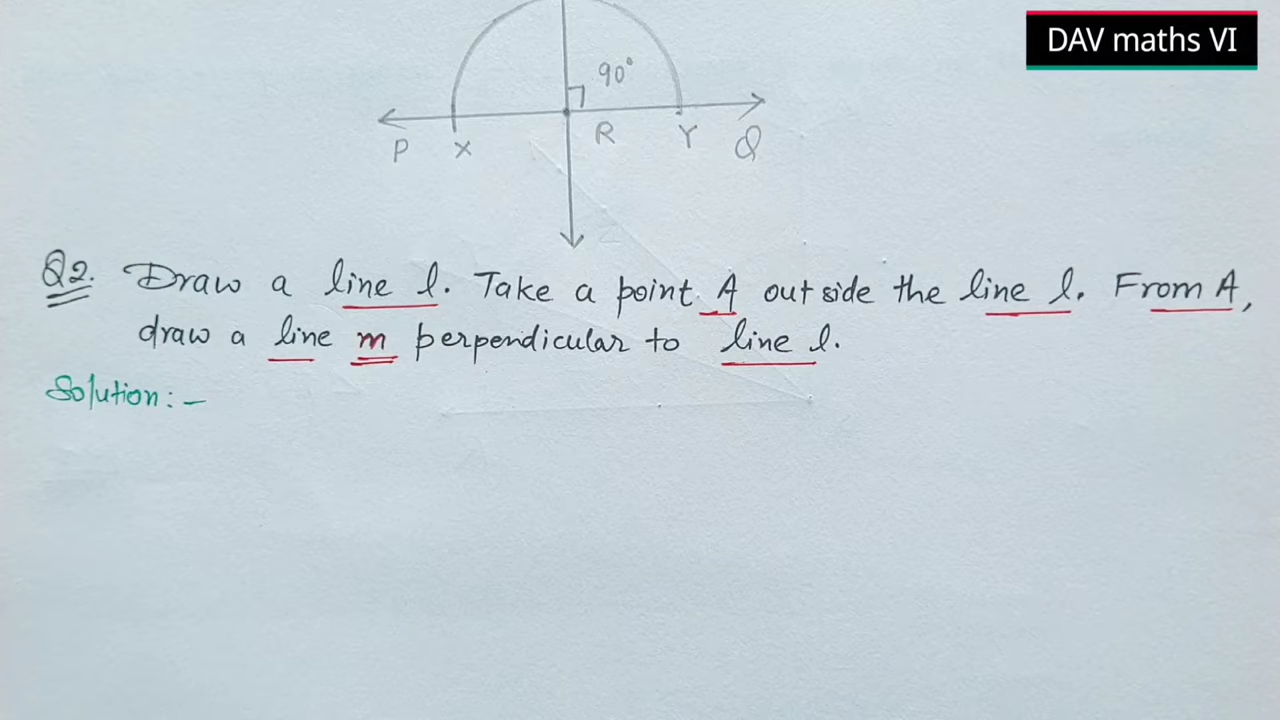 DAV maths VI
90°
P X R Y Q
Q2. Draw a line l. Take a point A outside the line l. From A,
draw a line m perpendicular to line l.
Solution:-